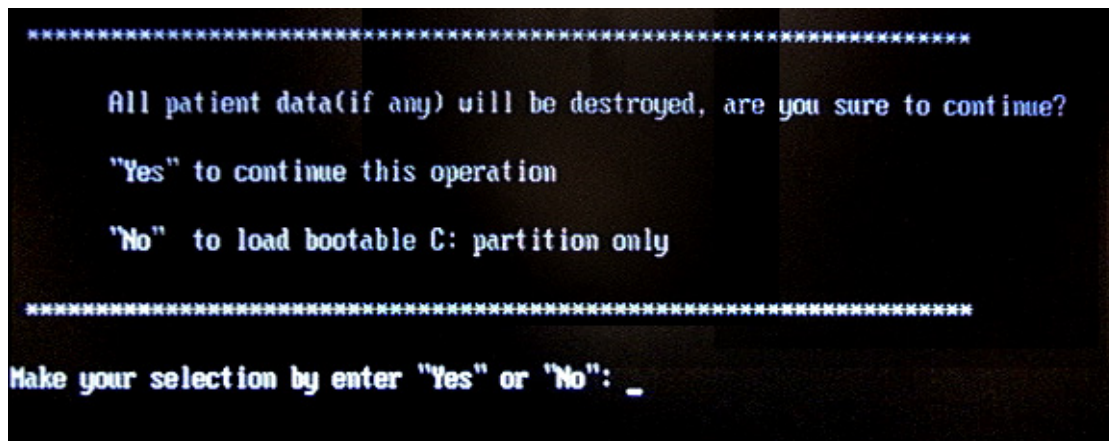 *******************************************************************
All patient data(if any) will be destroyed, are you sure to continue?
"Yes" to continue this operation
"No" to load bootable C: partition only
*******************************************************************
Make your selection by enter "Yes" or "No": _